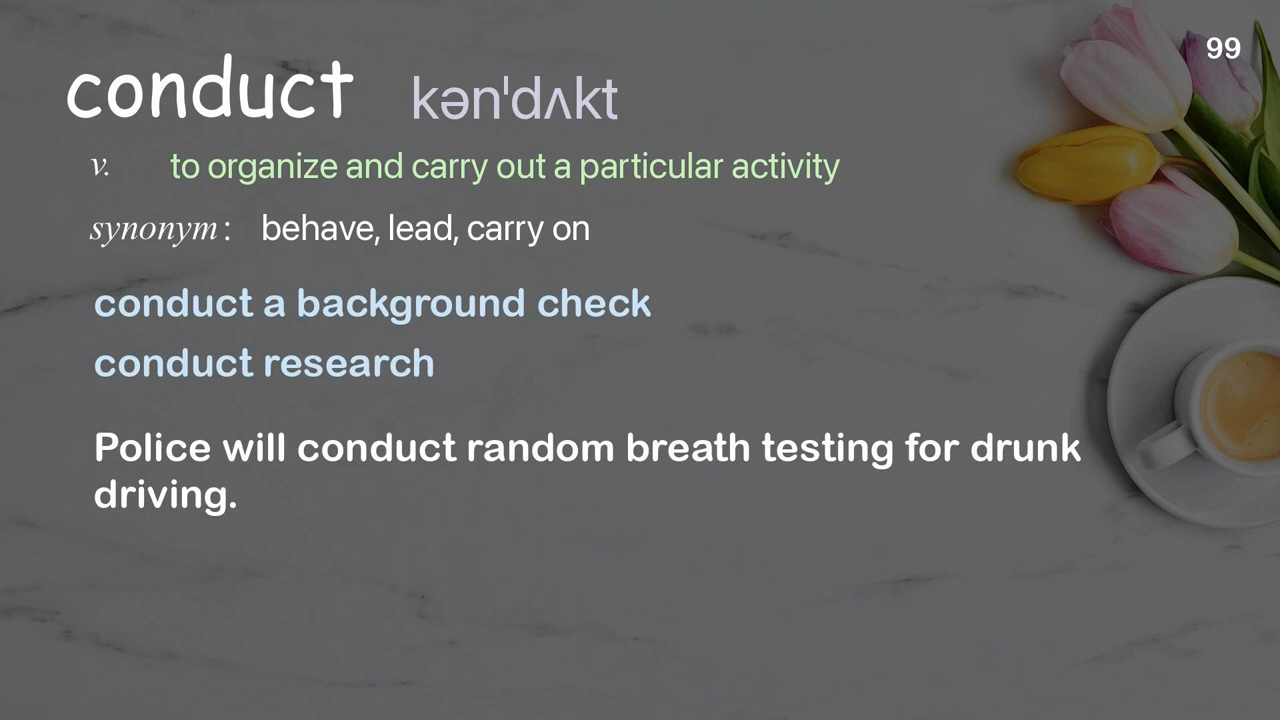 99
conduct kənˈdʌkt
v. to organize and carry out a particular activity
synonym: behave, lead, carry on
conduct a background check
conduct research
Police will conduct random breath testing for drunk
driving.